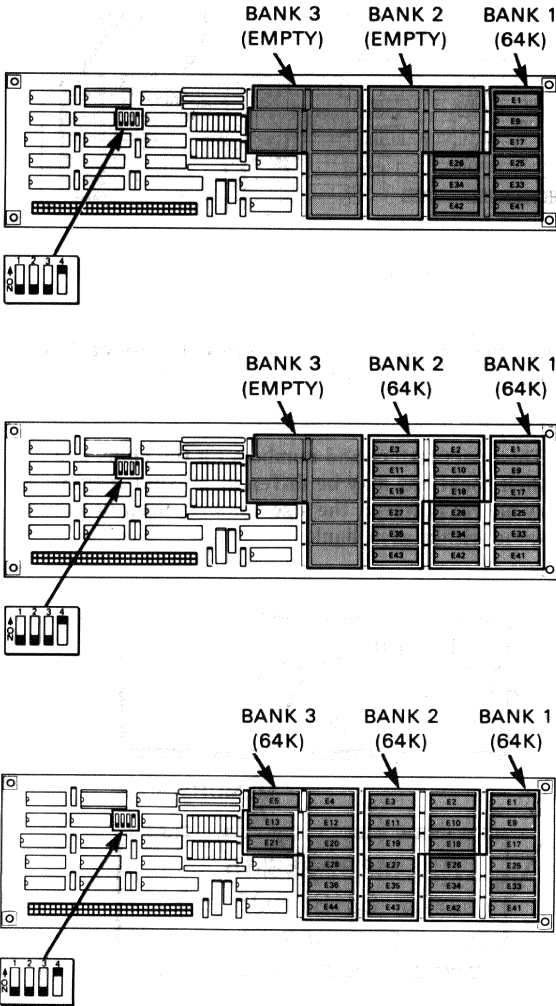 BANK 3 BANK 2 BANK 1
(EMPTY) (EMPTY) (64K)
E1
E9
E17
E26 E25
E34 E33
E42 E41
1 2 3 4
ON
BANK 3 BANK 2 BANK 1
(EMPTY) (64K) (64K)
E3 E2 E1
E11 E10 E9
E19 E18 E17
E27 E26 E25
E35 E34 E33
E43 E42 E41
1 2 3 4
ON
BANK 3 BANK 2 BANK 1
(64K) (64K) (64K)
E5 E4 E3 E2 E1
E13 E12 E11 E10 E9
E21 E20 E19 E18 E17
E28 E27 E26 E25
E36 E35 E34 E33
E44 E43 E42 E41
1 2 3 4
ON